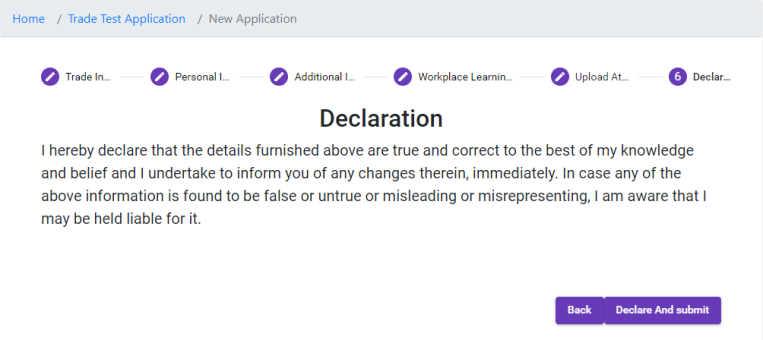 Home / Trade Test Application / New Application
Trade In... Personal I... Additional I... Workplace Learnin... Upload At... 6 Declar...
Declaration
I hereby declare that the details furnished above are true and correct to the best of my knowledge
and belief and I undertake to inform you of any changes therein, immediately. In case any of the
above information is found to be false or untrue or misleading or misrepresenting, I am aware that I
may be held liable for it.
Back Declare And submit